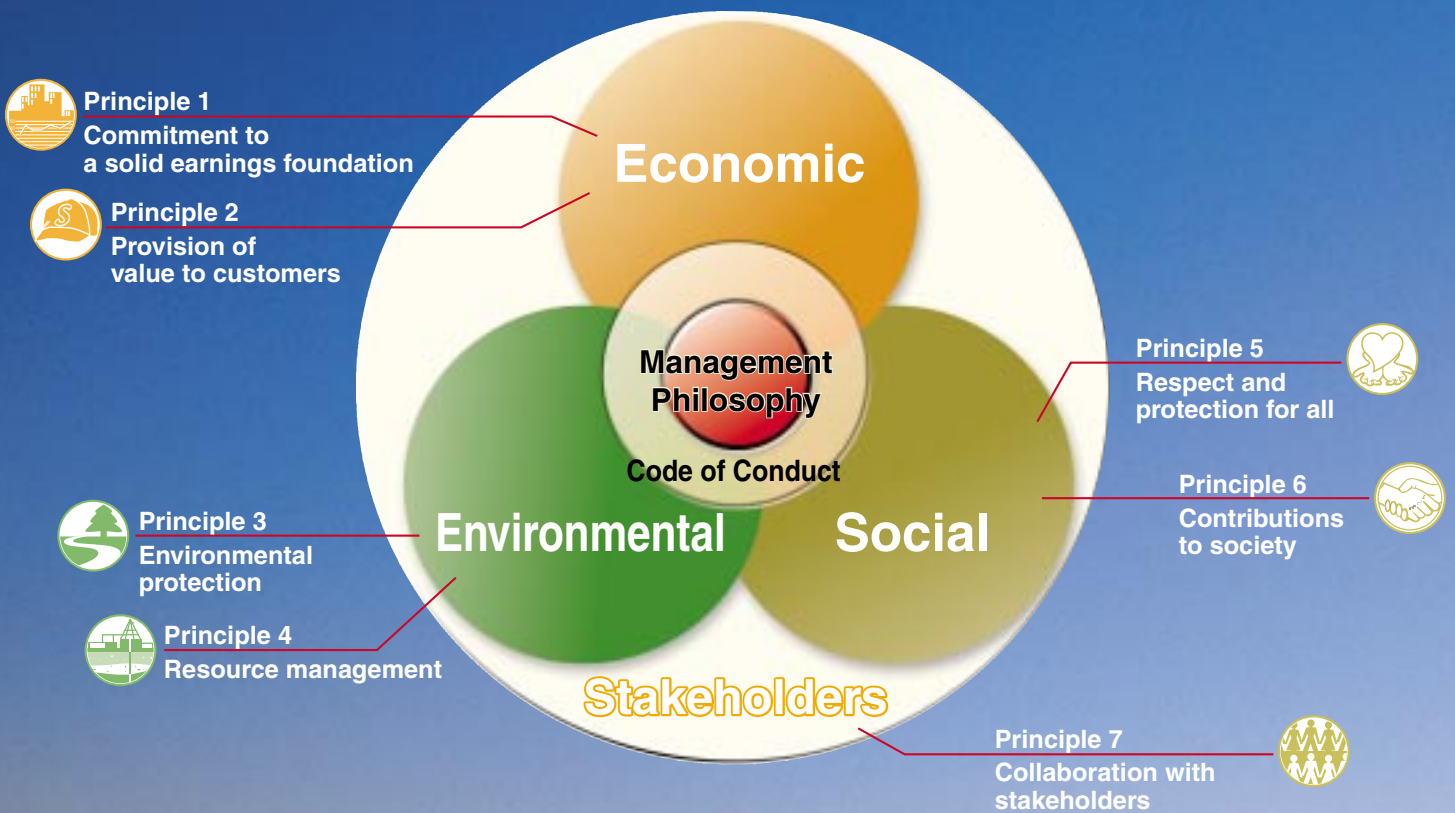 Principle 1
Commitment to
a solid earnings foundation
Principle 2
Provision of
value to customers
Economic
Management
Philosophy
Code of Conduct
Principle 5
Respect and
protection for all
Principle 6
Contributions
to society
Principle 3
Environmental
protection
Principle 4
Resource management
Environmental
Social
Stakeholders
Principle 7
Collaboration with
stakeholders
S